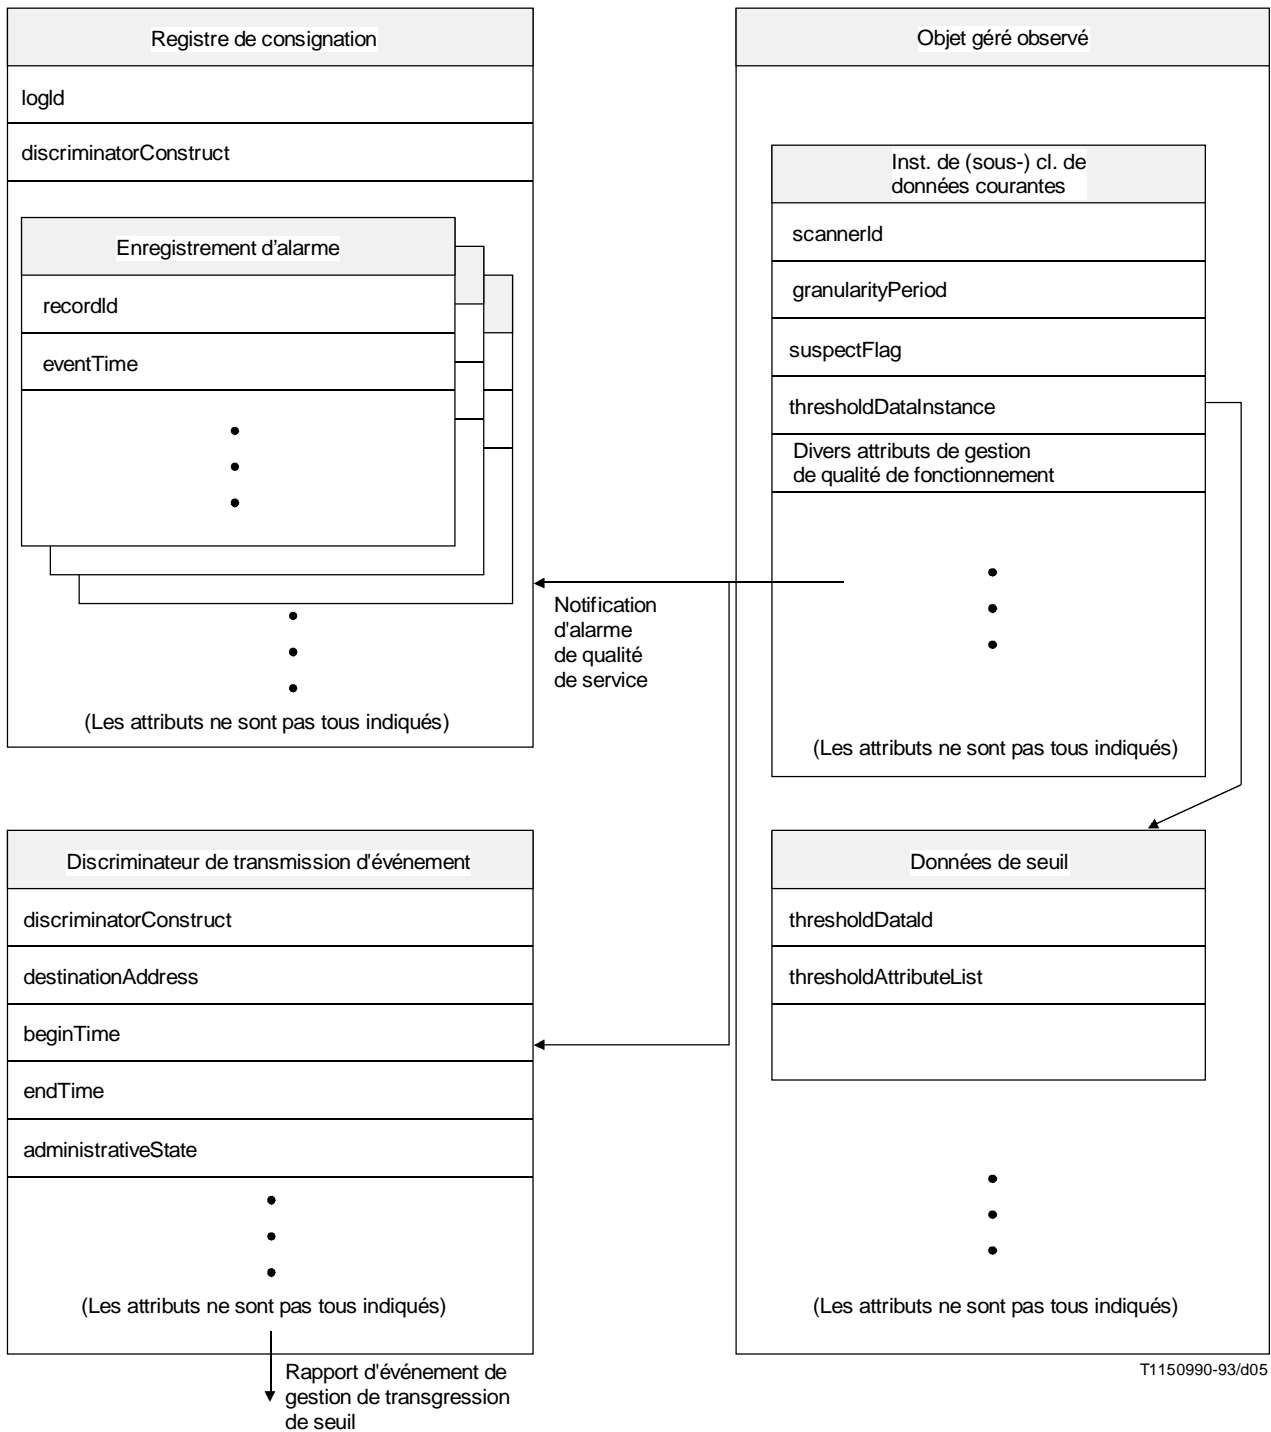 Registre de consignation
logId
discriminatorConstruct
Enregistrement d’alarme
recordId
eventTime
(Les attributs ne sont pas tous indiqués)
Notification
d'alarme
de qualité
de service
Objet géré observé
Inst. de (sous-) cl. de
données courantes
scannerId
granularityPeriod
suspectFlag
thresholdDataInstance
Divers attributs de gestion
de qualité de fonctionnement
(Les attributs ne sont pas tous indiqués)
Discriminateur de transmission d'événement
discriminatorConstruct
destinationAddress
beginTime
endTime
administrativeState
(Les attributs ne sont pas tous indiqués)
Rapport d'événement de
gestion de transgression
de seuil
Données de seuil
thresholdDataId
thresholdAttributeList
(Les attributs ne sont pas tous indiqués)
T1150990-93/d05